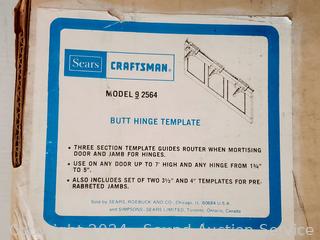 Sears
CRAFTSMAN
MODEL 9 2564
BUTT HINGE TEMPLATE
• THREE SECTION TEMPLATE GUIDES ROUTER WHEN MORTISING
DOOR AND JAMB FOR HINGES.
• USE ON ANY DOOR UP TO 7' HIGH AND ANY HINGE FROM 1¾"
TO 5".
• ALSO INCLUDES SET OF TWO 3½" AND 4" TEMPLATES FOR PRE-
RABBETED JAMBS.
Sold by SEARS, ROEBUCK AND CO., Chicago, IL. 60684 U.S.A.
and SIMPSONS-SEARS LIMITED, Toronto, Ontario, Canada
Copyright 2024 - Sound Auction Service